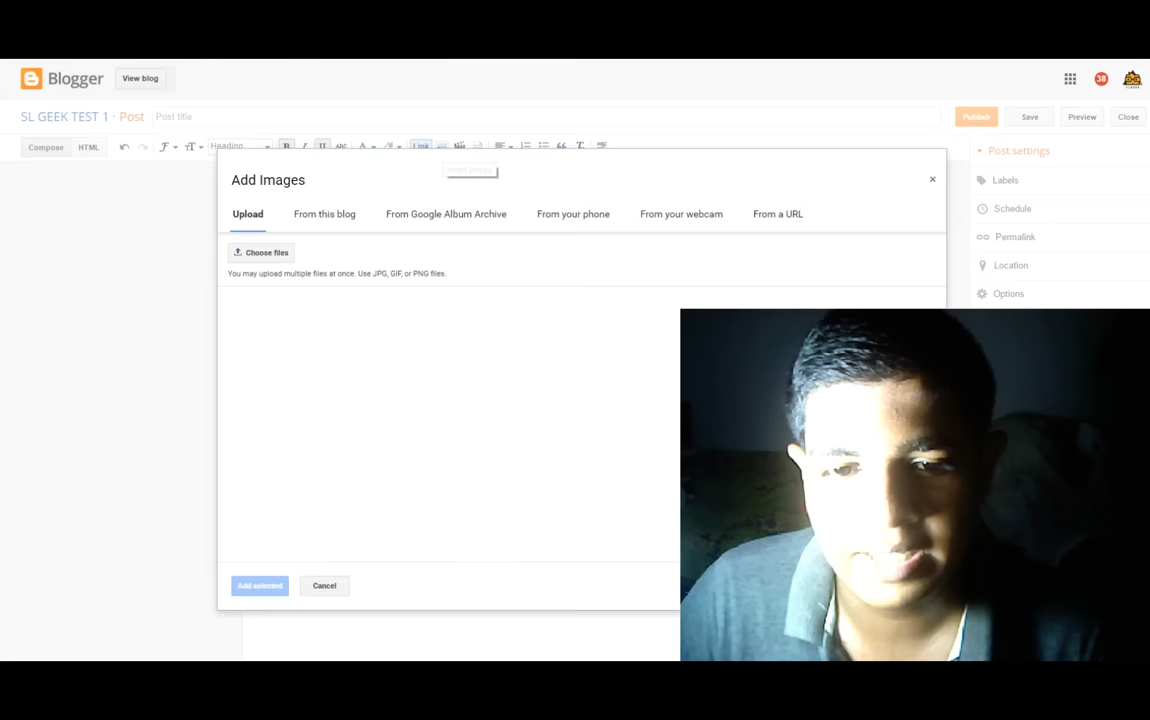 Blogger
View blog
38
SL GEEK TEST 1 · Post
Post title
Publish
Save
Preview
Close
Compose
HTML
Heading
B
I
U
ABC
A
Link
Post settings
Insert image
Add Images
Labels
Upload
From this blog
From Google Album Archive
From your phone
From your webcam
From a URL
Schedule
Permalink
Choose files
You may upload multiple files at once. Use JPG, GIF, or PNG files.
Location
Options
Add selected
Cancel